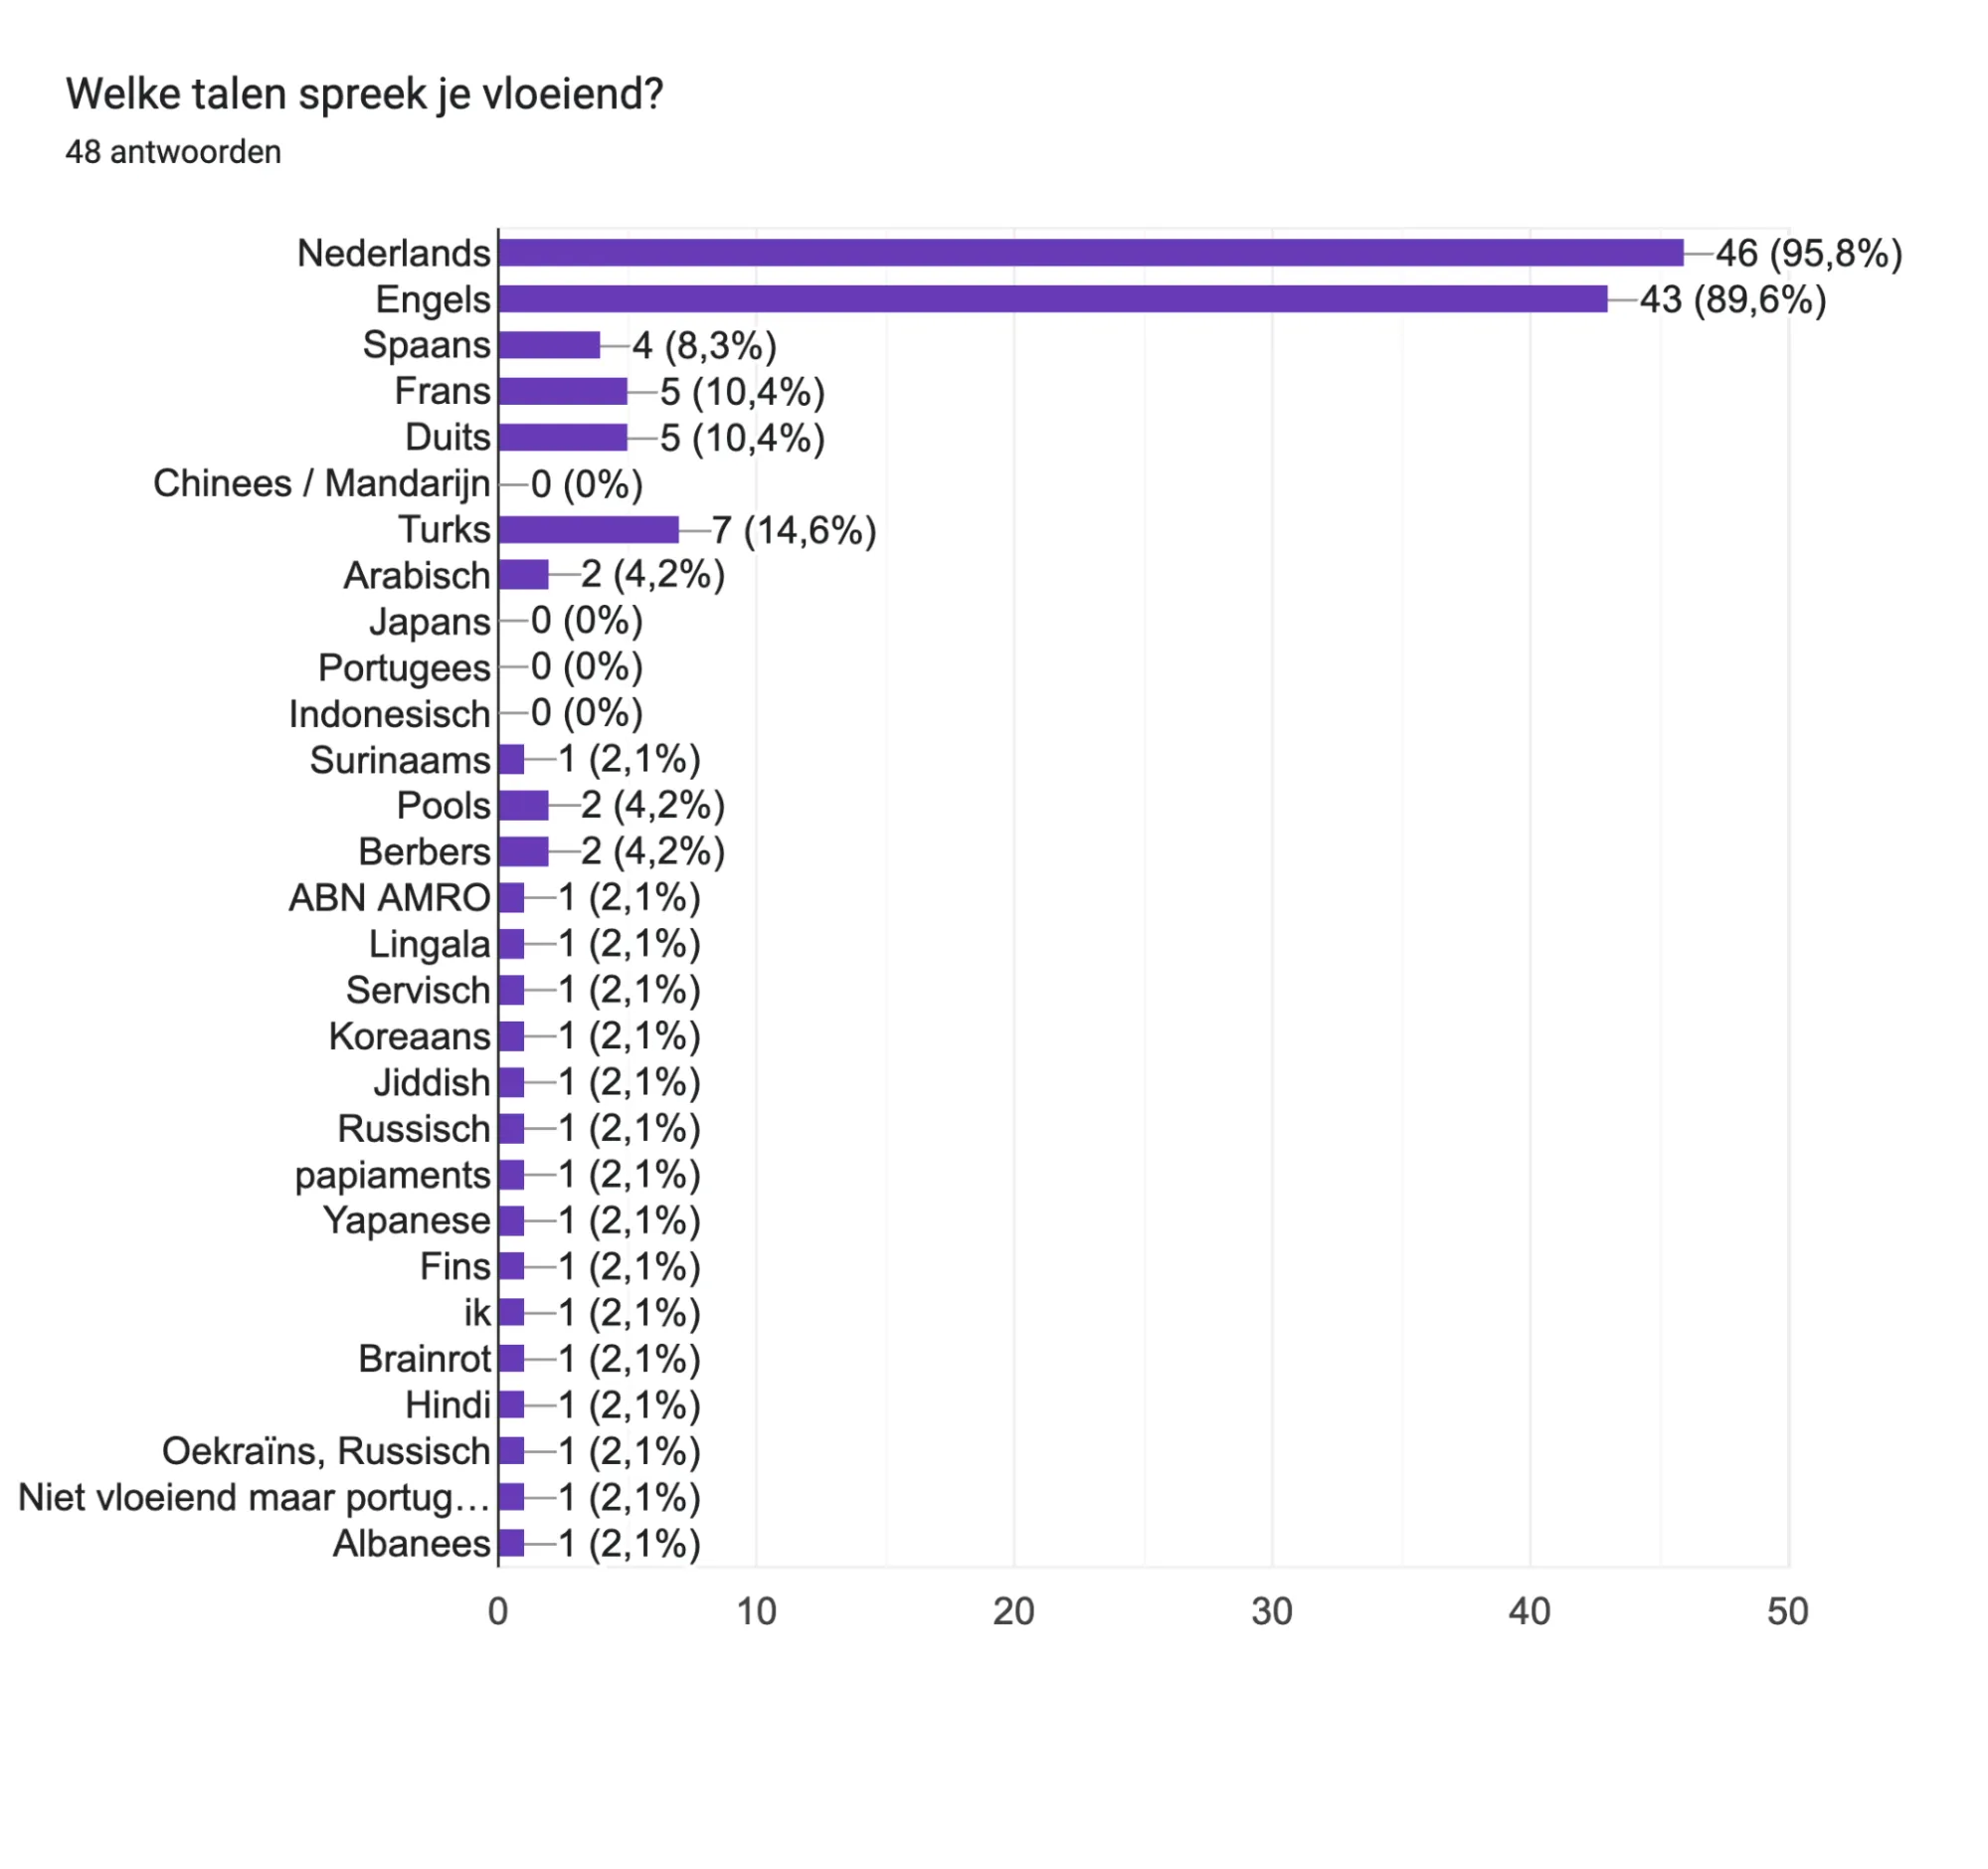 Welke talen spreek je vloeiend?
48 antwoorden
Nederlands 46 (95,8%)
Engels 43 (89,6%)
Spaans 4 (8,3%)
Frans 5 (10,4%)
Duits 5 (10,4%)
Chinees / Mandarijn 0 (0%)
Turks 7 (14,6%)
Arabisch 2 (4,2%)
Japans 0 (0%)
Portugees 0 (0%)
Indonesisch 0 (0%)
Surinaams 1 (2,1%)
Pools 2 (4,2%)
Berbers 2 (4,2%)
ABN AMRO 1 (2,1%)
Lingala 1 (2,1%)
Servisch 1 (2,1%)
Koreaans 1 (2,1%)
Jiddish 1 (2,1%)
Russisch 1 (2,1%)
papiaments 1 (2,1%)
Yapanese 1 (2,1%)
Fins 1 (2,1%)
ik 1 (2,1%)
Brainrot 1 (2,1%)
Hindi 1 (2,1%)
Oekraïns, Russisch 1 (2,1%)
Niet vloeiend maar portug… 1 (2,1%)
Albanees 1 (2,1%)
0 10 20 30 40 50